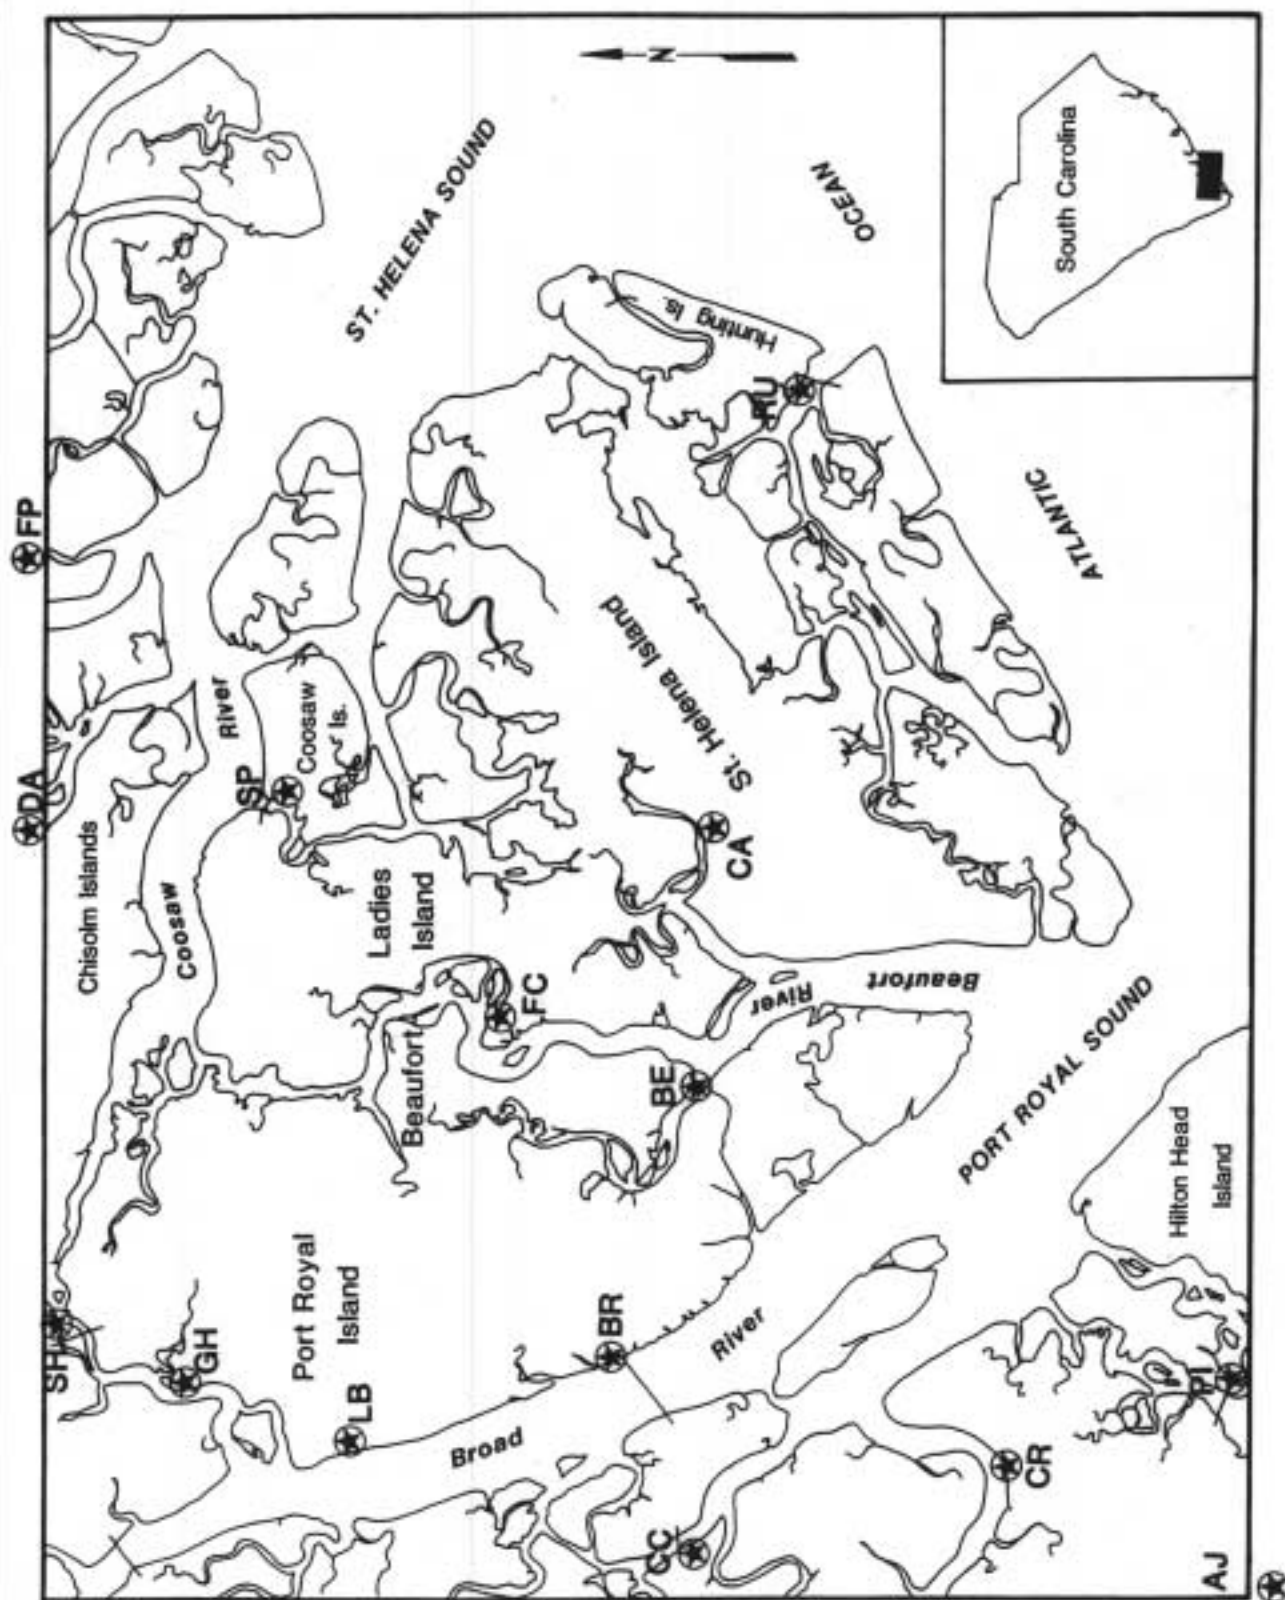 N
ST. HELENA SOUND
OCEAN
South Carolina
Hunting Is.
HU
FP
ATLANTIC
DA
River
SP
Coosaw
Is.
St. Helena Island
Chisolm Islands
Coosaw
Ladies
Island
CA
FC
Beaufort
River
Beaufort
BE
PORT ROYAL SOUND
Hilton Head
Island
SH
GH
Port Royal
Island
LB
BR
River
Broad
CC
CR
PI
AJ